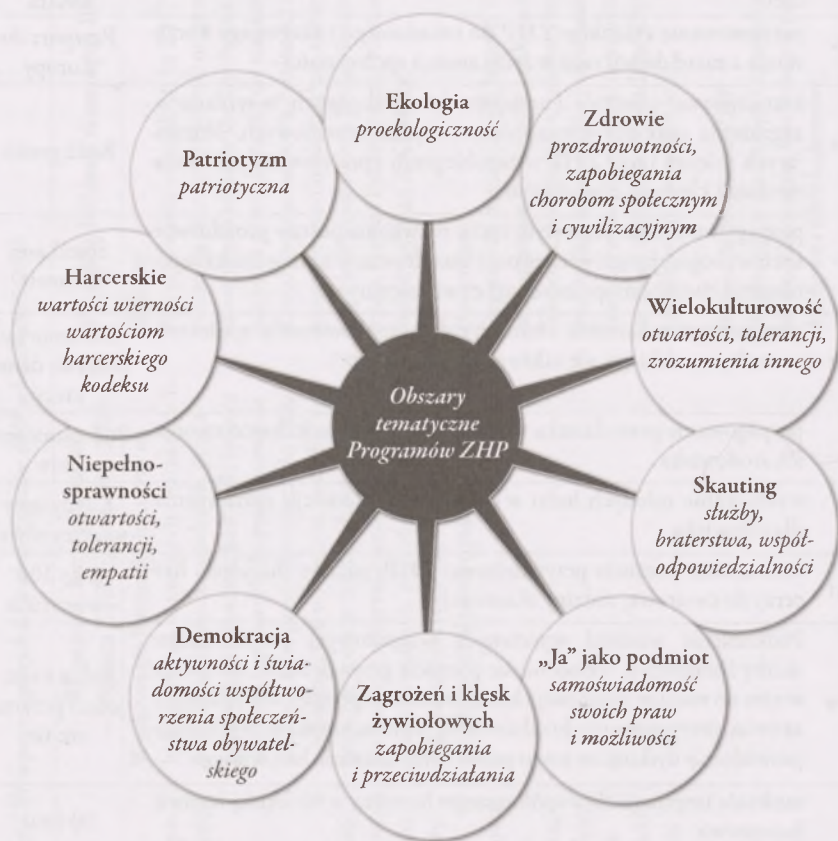 Ekologia
proekologiczność
Zdrowie
prozdrowotności,
zapobiegania
chorobom społecznym
i cywilizacyjnym
Wielokulturowość
otwartości, tolerancji,
zrozumienia innego
Skauting
służby,
braterstwa, współ-
odpowiedzialności
„Ja” jako podmiot
samoświadomość
swoich praw
i możliwości
Zagrożeń i klęsk
żywiołowych
zapobiegania
i przeciwdziałania
Demokracja
aktywności i świa-
domości współtwo-
rzenia społeczeń-
stwa obywatel-
skiego
Niepełno-
sprawności
otwartości,
tolerancji,
empatii
Harcerskie
wartości wierności
wartościom
harcerskiego
kodeksu
Patriotyzm
patriotyczna
Obszary
tematyczne
Programów ZHP